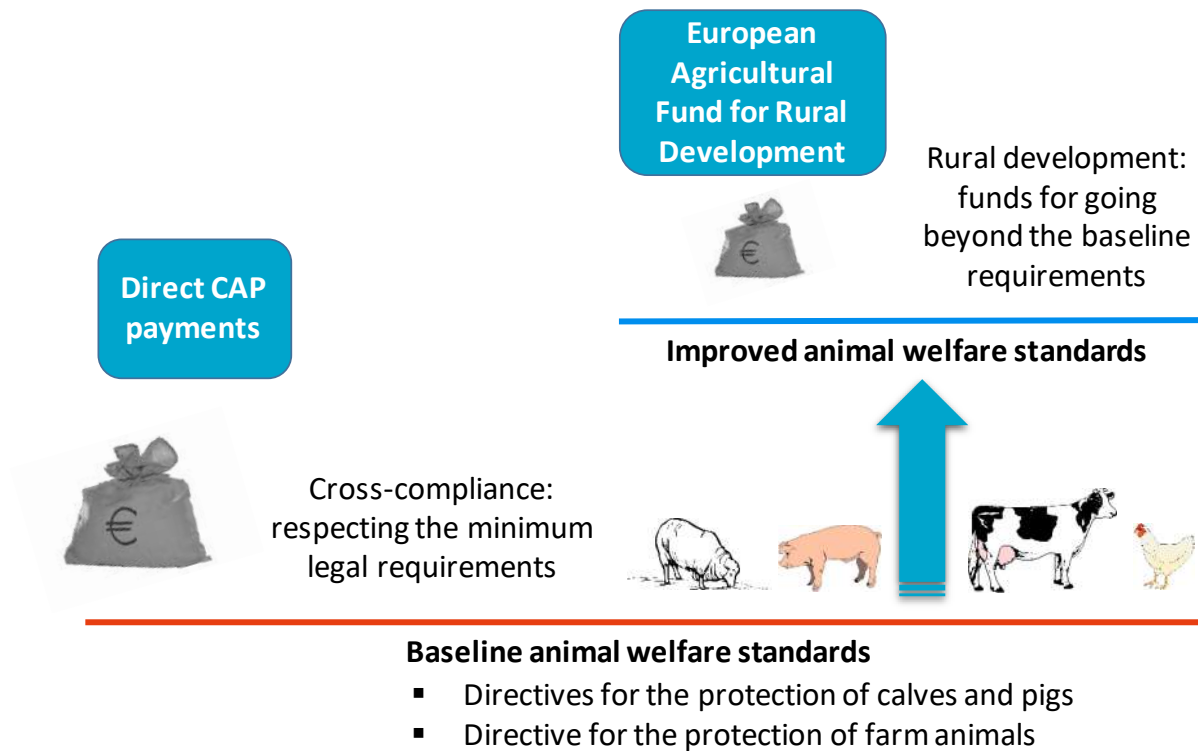 European
Agricultural
Fund for Rural
Development
Rural development:
funds for going
beyond the baseline
requirements
€
Direct CAP
payments
Improved animal welfare standards
€
Cross-compliance:
respecting the minimum
legal requirements
Baseline animal welfare standards
▪ Directives for the protection of calves and pigs
▪ Directive for the protection of farm animals